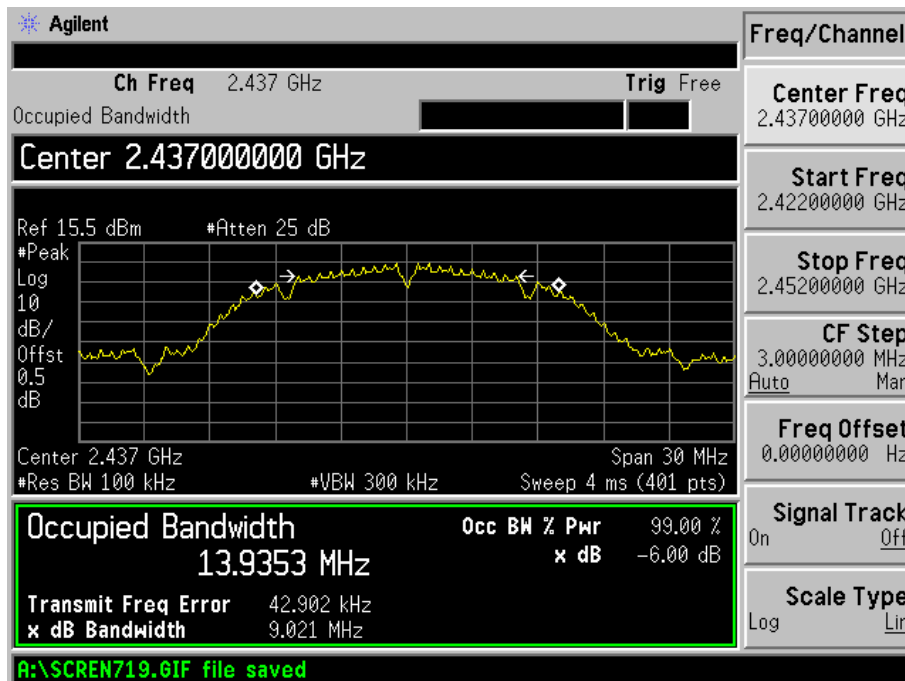 Agilent
Freq/Channel
Ch Freq 2.437 GHz Trig Free
Occupied Bandwidth
Center 2.437000000 GHz
Ref 15.5 dBm #Atten 25 dB
#Peak
Log
10
dB/
Offst
0.5
dB
Center 2.437 GHz Span 30 MHz
#Res BW 100 kHz #VBW 300 kHz Sweep 4 ms (401 pts)
Occupied Bandwidth
13.9353 MHz
Occ BW % Pwr 99.00 %
x dB -6.00 dB
Transmit Freq Error 42.902 kHz
x dB Bandwidth 9.021 MHz
A:\SCREN719.GIF file saved
Center Freq
2.43700000 GHz
Start Freq
2.42200000 GHz
Stop Freq
2.45200000 GHz
CF Step
3.00000000 MHz
Auto Man
Freq Offset
0.00000000 Hz
Signal Track
On Off
Scale Type
Log Lin